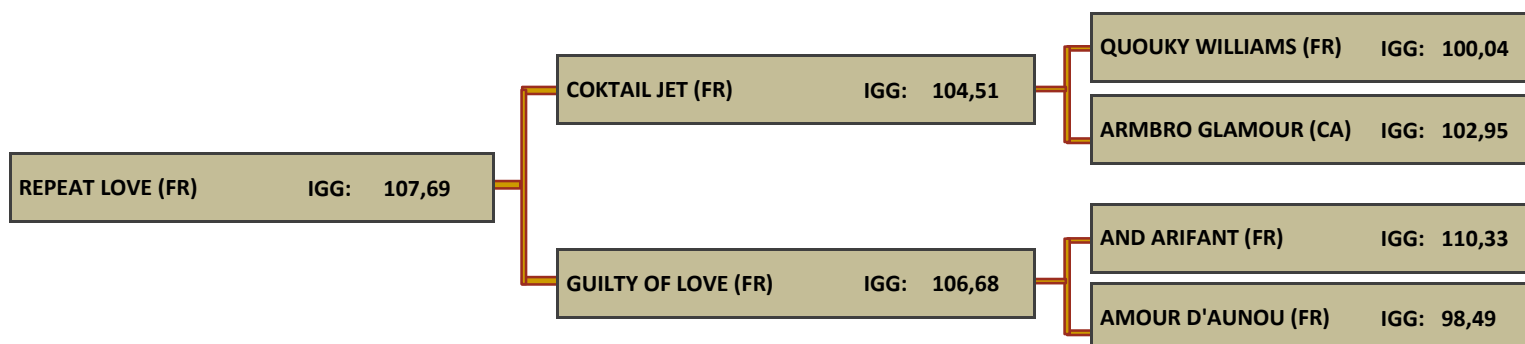 QUOUKY WILLIAMS (FR) IGG: 100,04
COKTAIL JET (FR) IGG: 104,51
ARMBRO GLAMOUR (CA) IGG: 102,95
REPEAT LOVE (FR) IGG: 107,69
AND ARIFANT (FR) IGG: 110,33
GUILTY OF LOVE (FR) IGG: 106,68
AMOUR D'AUNOU (FR) IGG: 98,49